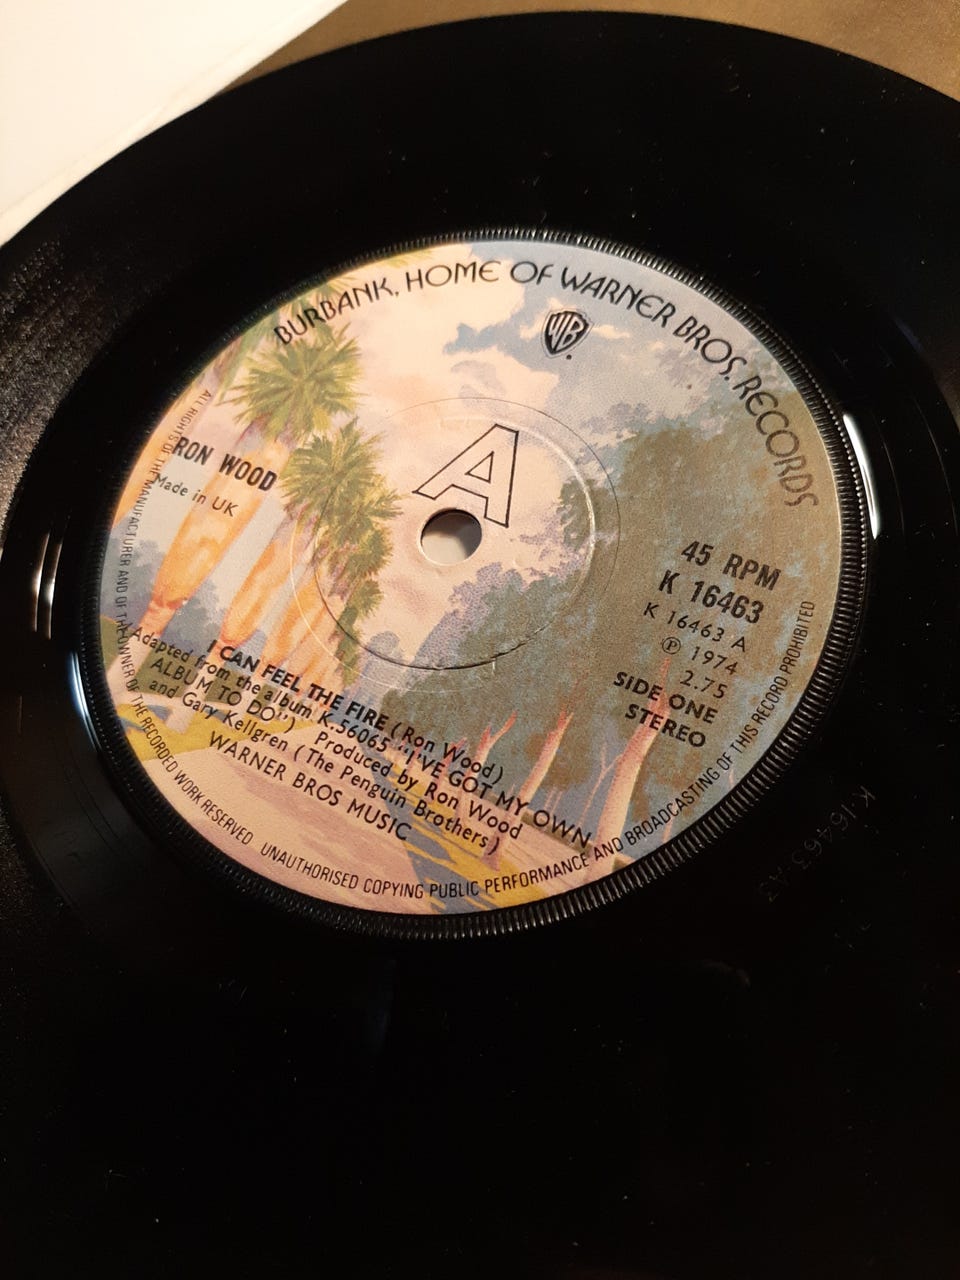 BURBANK, HOME OF WARNER BROS. RECORDS
WB
A
RON WOOD
Made in UK
45 RPM
K 16463
K 16463 A
℗ 1974
2.75
SIDE ONE
STEREO
I CAN FEEL THE FIRE (Ron Wood)
(Adapted from the album K.56065 "I'VE GOT MY OWN
ALBUM TO DO") Produced by Ron Wood
and Gary Kellgren (The Penguin Brothers)
WARNER BROS MUSIC
ALL RIGHTS OF THE MANUFACTURER AND OF THE OWNER OF THE RECORDED WORK RESERVED UNAUTHORISED COPYING PUBLIC PERFORMANCE AND BROADCASTING OF THIS RECORD PROHIBITED
K·16463